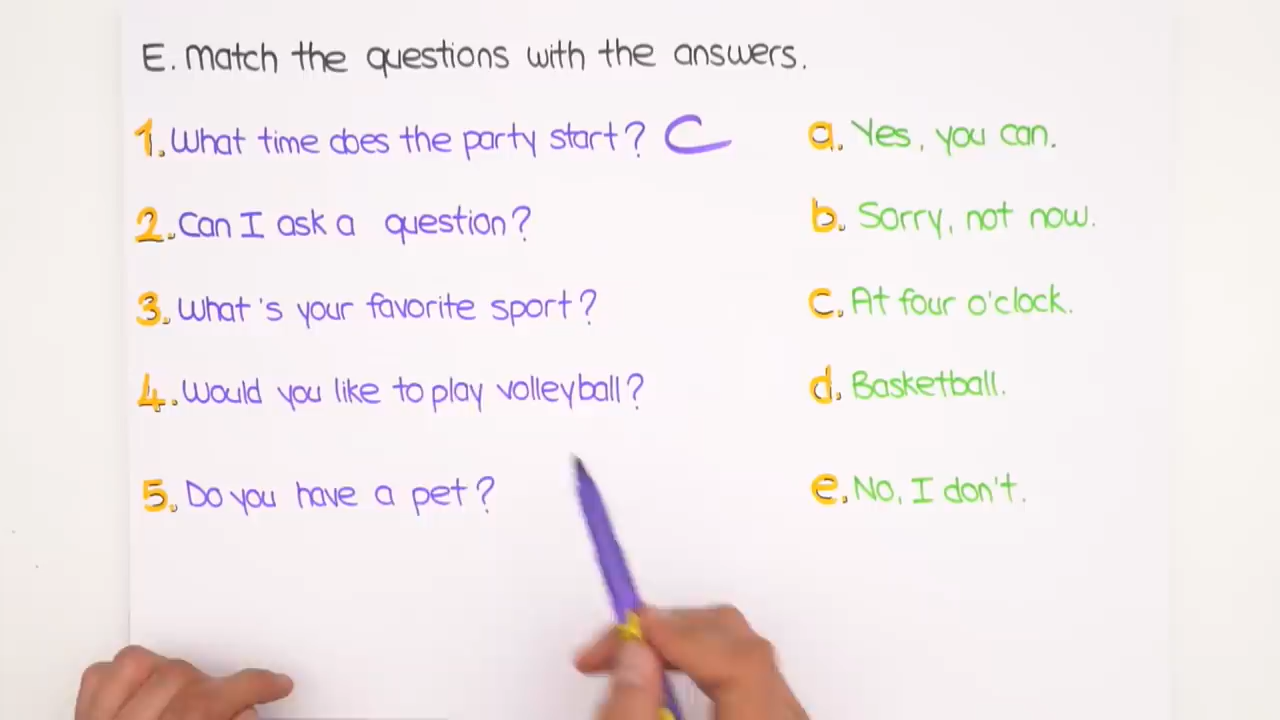 E. Match the questions with the answers.
1. What time does the party start? C
a. Yes, you can.
2. Can I ask a question?
b. Sorry, not now.
3. What's your favorite sport?
c. At four o'clock.
4. Would you like to play volleyball?
d. Basketball.
5. Do you have a pet?
e. No, I don't.